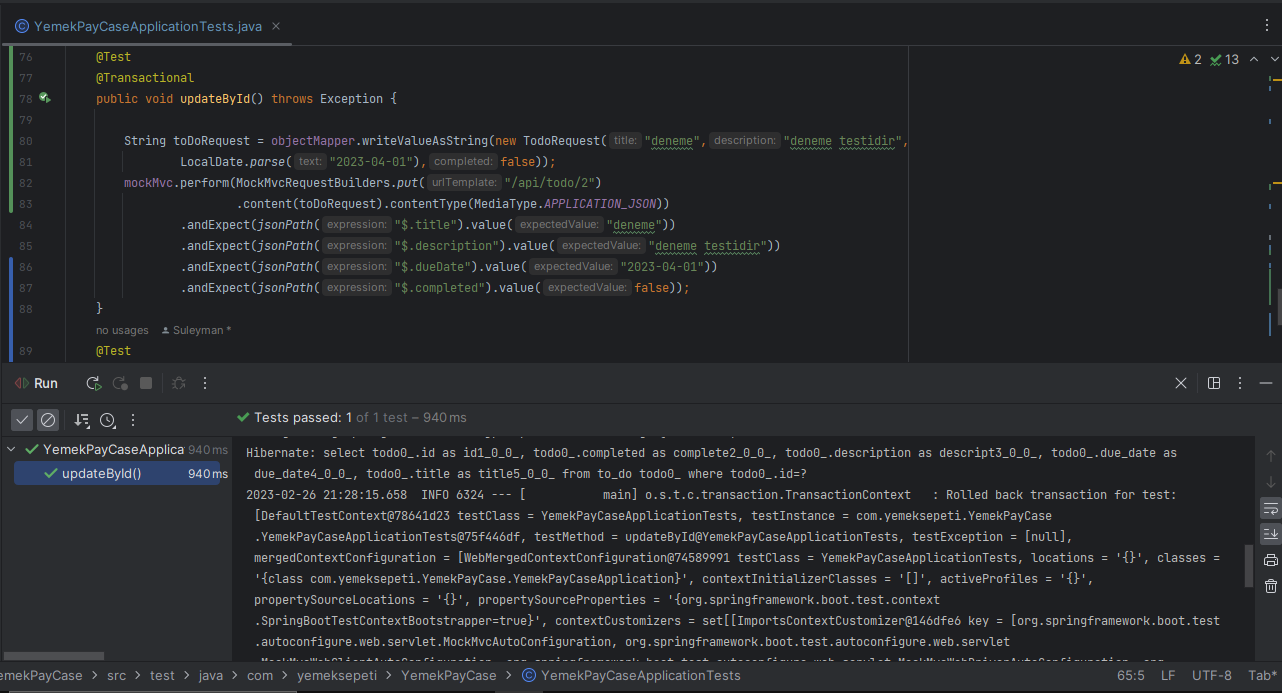 YemekPayCaseApplicationTests.java
76 @Test
2 13
77 @Transactional
78 public void updateById() throws Exception {
79
80 String toDoRequest = objectMapper.writeValueAsString(new TodoRequest( title: "deneme", description: "deneme testidir",
81 LocalDate.parse( text: "2023-04-01"), completed: false));
82 mockMvc.perform(MockMvcRequestBuilders.put( urlTemplate: "/api/todo/2")
83 .content(toDoRequest).contentType(MediaType.APPLICATION_JSON))
84 .andExpect(jsonPath( expression: "$.title").value( expectedValue: "deneme"))
85 .andExpect(jsonPath( expression: "$.description").value( expectedValue: "deneme testidir"))
86 .andExpect(jsonPath( expression: "$.dueDate").value( expectedValue: "2023-04-01"))
87 .andExpect(jsonPath( expression: "$.completed").value( expectedValue: false));
88 }
no usages Suleyman *
89 @Test
Run
Tests passed: 1 of 1 test – 940 ms
YemekPayCaseApplica 940 ms
updateById() 940 ms
Hibernate: select todo0_.id as id1_0_0_, todo0_.completed as complete2_0_0_, todo0_.description as descript3_0_0_, todo0_.due_date as
due_date4_0_0_, todo0_.title as title5_0_0_ from to_do todo0_ where todo0_.id=?
2023-02-26 21:28:15.658 INFO 6324 --- [ main] o.s.t.c.transaction.TransactionContext : Rolled back transaction for test:
[DefaultTestContext@78641d23 testClass = YemekPayCaseApplicationTests, testInstance = com.yemeksepeti.YemekPayCase
.YemekPayCaseApplicationTests@75f446df, testMethod = updateById@YemekPayCaseApplicationTests, testException = [null],
mergedContextConfiguration = [WebMergedContextConfiguration@74589991 testClass = YemekPayCaseApplicationTests, locations = '{}', classes =
'{class com.yemeksepeti.YemekPayCase.YemekPayCaseApplication}', contextInitializerClasses = '[]', activeProfiles = '{}',
propertySourceLocations = '{}', propertySourceProperties = '{org.springframework.boot.test.context
.SpringBootTestContextBootstrapper=true}', contextCustomizers = set[[ImportsContextCustomizer@146dfe6 key = [org.springframework.boot.test
.autoconfigure.web.servlet.MockMvcAutoConfiguration, org.springframework.boot.test.autoconfigure.web.servlet
emekPayCase > src > test > java > com > yemeksepeti > YemekPayCase > YemekPayCaseApplicationTests
65:5 LF UTF-8 Tab*